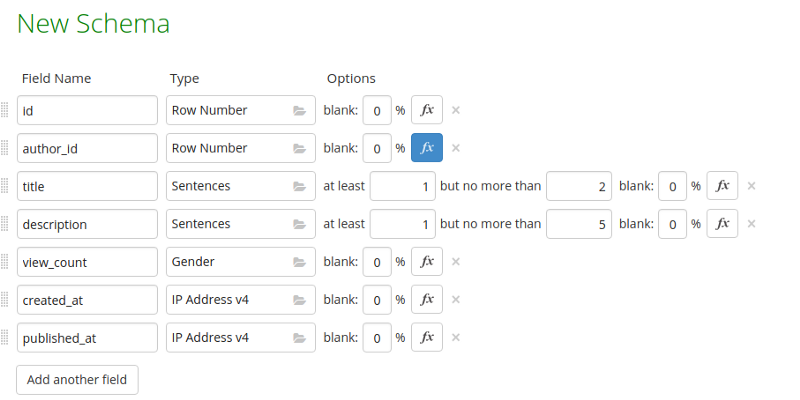 New Schema
Field Name Type Options
id Row Number blank: 0 % fx ×
author_id Row Number blank: 0 % fx ×
title Sentences at least 1 but no more than 2 blank: 0 % fx ×
description Sentences at least 1 but no more than 5 blank: 0 % fx ×
view_count Gender blank: 0 % fx ×
created_at IP Address v4 blank: 0 % fx ×
published_at IP Address v4 blank: 0 % fx ×
Add another field